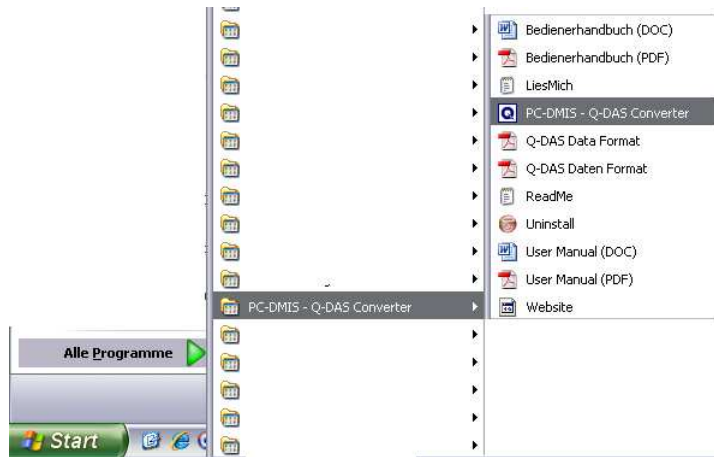 Bedienerhandbuch (DOC)
Bedienerhandbuch (PDF)
LiesMich
PC-DMIS - Q-DAS Converter
Q-DAS Data Format
Q-DAS Daten Format
ReadMe
Uninstall
User Manual (DOC)
User Manual (PDF)
PC-DMIS - Q-DAS Converter
Website
Alle Programme
Start